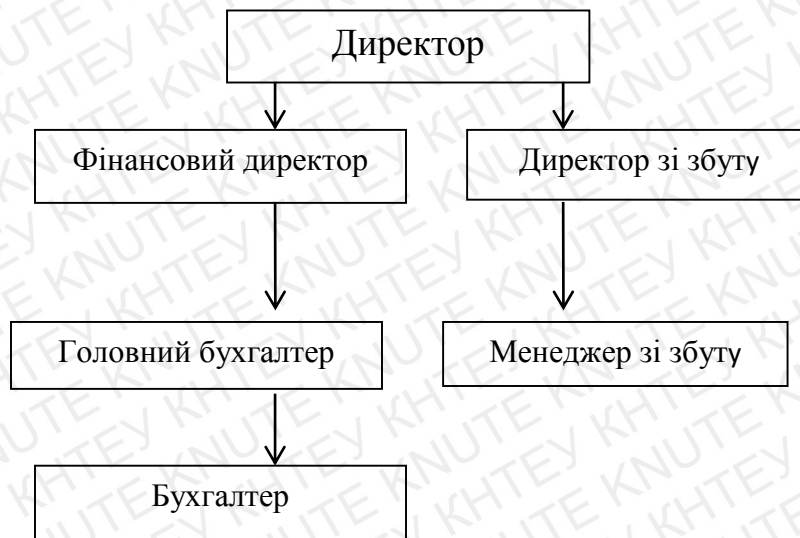 Директор
Фінансовий директор
Директор зі збуту
Головний бухгалтер
Менеджер зі збуту
Бухгалтер